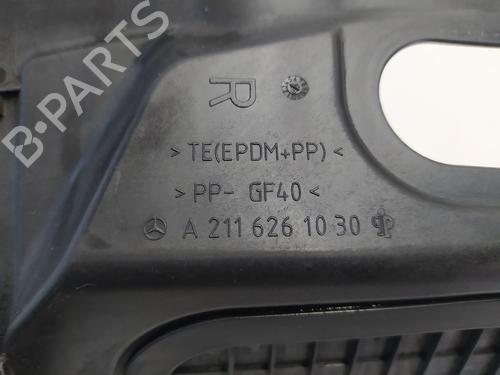 R
>TE(EPDM+PP)<
>PP- GF40<
A 211 626 10 30
B-PARTS